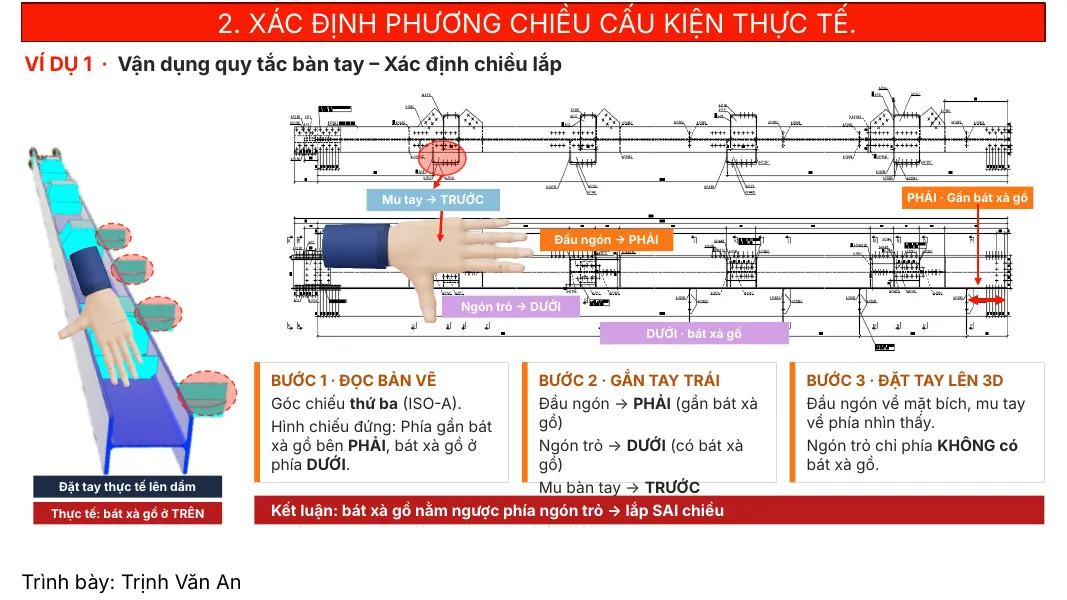 2. XÁC ĐỊNH PHƯƠNG CHIỀU CẤU KIỆN THỰC TẾ.
VÍ DỤ 1 · Vận dụng quy tắc bàn tay – Xác định chiều lắp
Mu tay → TRƯỚC
PHẢI · Gần bát xà gồ
Đầu ngón → PHẢI
Ngón trỏ → DƯỚI
DƯỚI · bát xà gồ
Đặt tay thực tế lên dầm
Thực tế: bát xà gồ ở TRÊN
BƯỚC 1 · ĐỌC BẢN VẼ
Góc chiếu thứ ba (ISO-A).
Hình chiếu đứng: Phía gần bát
xà gồ bên PHẢI, bát xà gồ ở
phía DƯỚI.
BƯỚC 2 · GẮN TAY TRÁI
Đầu ngón → PHẢI (gần bát xà
gồ)
Ngón trỏ → DƯỚI (có bát xà
gồ)
Mu bàn tay → TRƯỚC
BƯỚC 3 · ĐẶT TAY LÊN 3D
Đầu ngón về mặt bích, mu tay
về phía nhìn thấy.
Ngón trỏ chỉ phía KHÔNG có
bát xà gồ.
Kết luận: bát xà gồ nằm ngược phía ngón trỏ → lắp SAI chiều
Trình bày: Trịnh Văn An